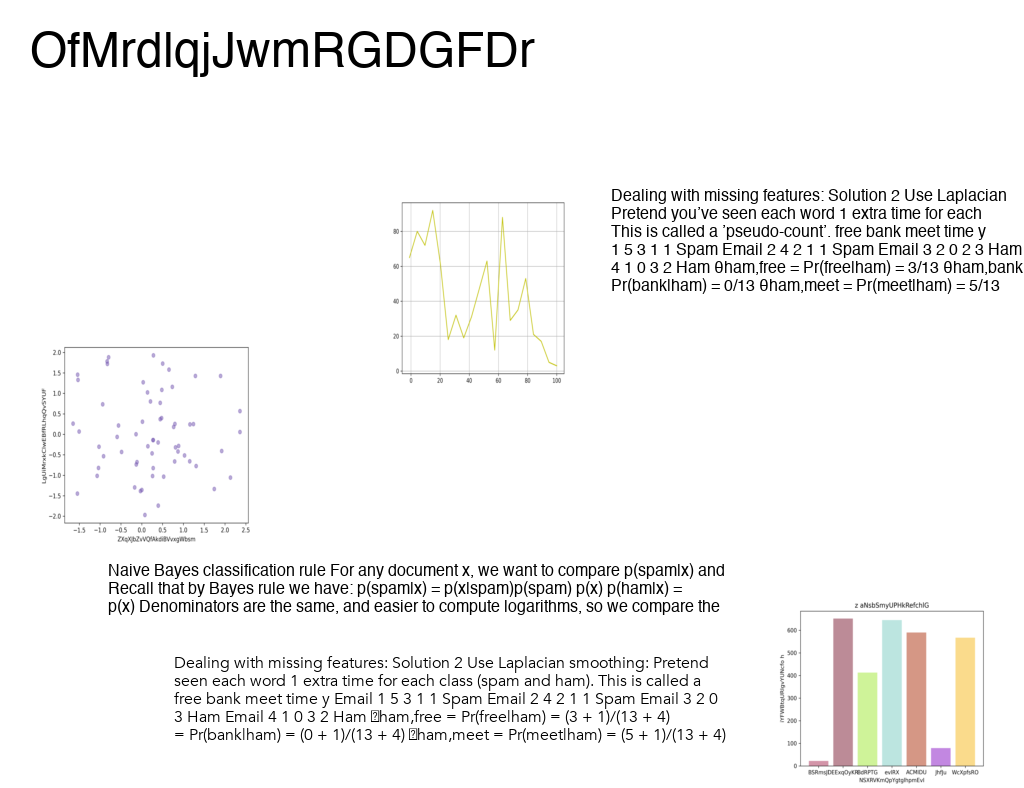 OfMrdlqjJwmRGDGFDr
Dealing with missing features: Solution 2 Use Laplacian
Pretend you've seen each word 1 extra time for each
This is called a 'pseudo-count'. free bank meet time y
1 5 3 1 1 Spam Email 2 4 2 1 1 Spam Email 3 2 0 2 3 Ham
4 1 0 3 2 Ham θham,free = Pr(free|ham) = 3/13 θham,bank
Pr(bank|ham) = 0/13 θham,meet = Pr(meet|ham) = 5/13
80
60
40
20
0
0 20 40 60 80 100
2.0
1.5
1.0
0.5
0.0
−0.5
−1.0
−1.5
−2.0
−1.5 −1.0 −0.5 0.0 0.5 1.0 1.5 2.0 2.5
ZXqXjbZvVQfAkdiBVvxgWbsm
Naive Bayes classification rule For any document x, we want to compare p(spam|x) and
Recall that by Bayes rule we have: p(spam|x) = p(x|spam)p(spam) p(x) p(ham|x) =
p(x) Denominators are the same, and easier to compute logarithms, so we compare the
Dealing with missing features: Solution 2 Use Laplacian smoothing: Pretend
seen each word 1 extra time for each class (spam and ham). This is called a
free bank meet time y Email 1 5 3 1 1 Spam Email 2 4 2 1 1 Spam Email 3 2 0
3 Ham Email 4 1 0 3 2 Ham ham,free = Pr(free|ham) = (3 + 1)/(13 + 4)
= Pr(bank|ham) = (0 + 1)/(13 + 4) ham,meet = Pr(meet|ham) = (5 + 1)/(13 + 4)
z aNsbSmyUPHkRefchlG
600
500
400
300
200
100
0
evIRX ACMIDU JhfJu WcXpfsRO
NSXRVKmQpYgtglhpmEvI